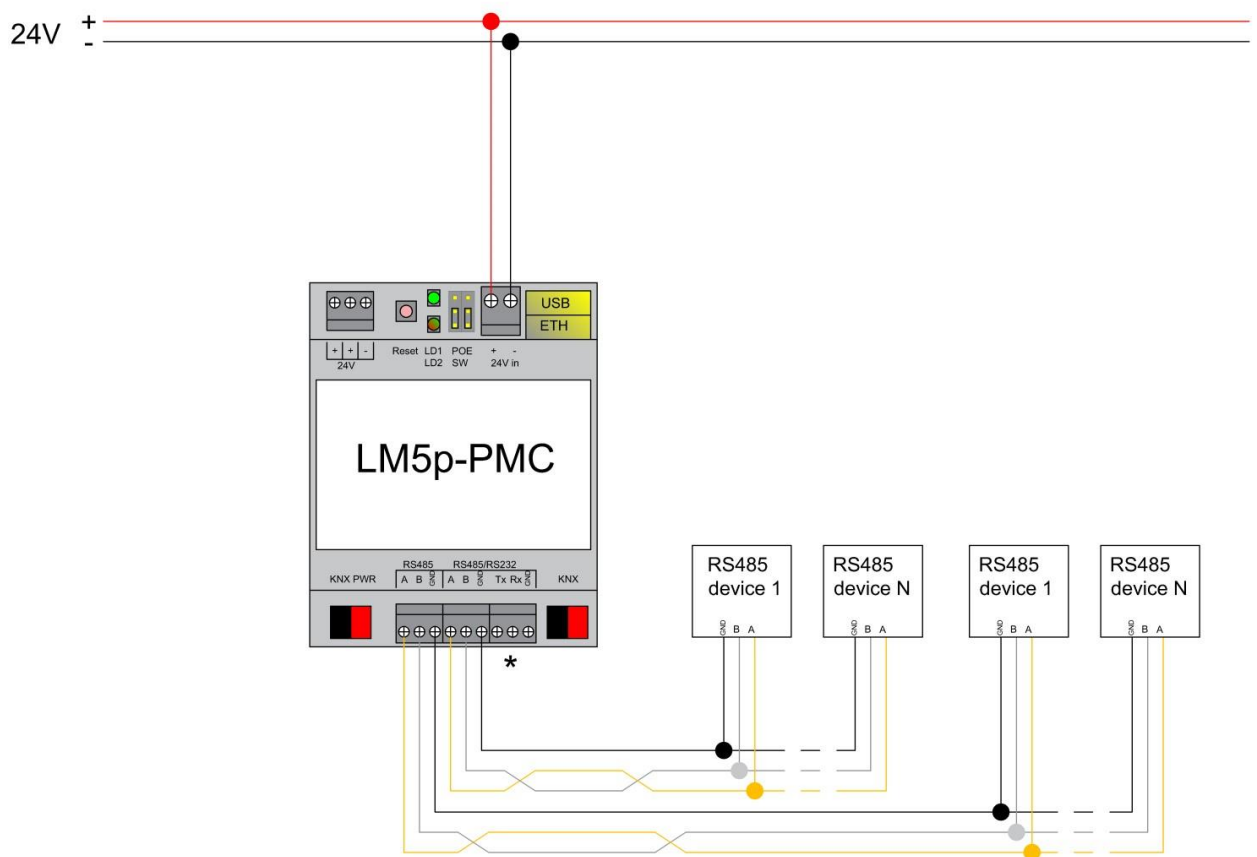 +
24V
-
USB
ETH
+ + -
24V
Reset LD1 POE + -
LD2 SW 24V in
LM5p-PMC
RS485 RS485/RS232
KNX PWR A B GND A B GND Tx Rx GND KNX
*
RS485
device 1
GND B A
RS485
device N
GND B A
RS485
device 1
GND B A
RS485
device N
GND B A